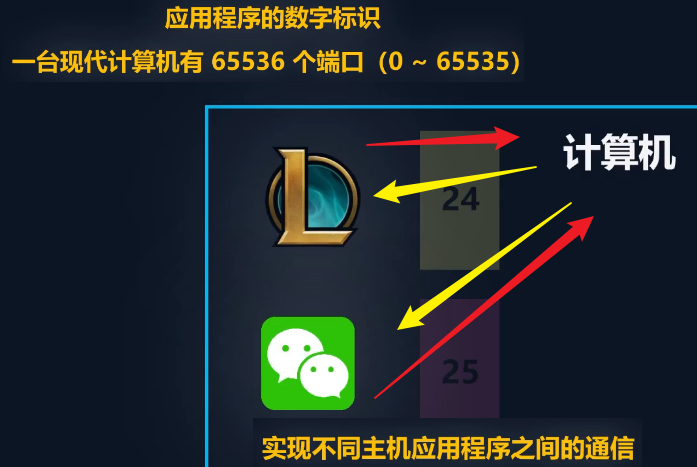 应用程序的数字标识
一台现代计算机有 65536 个端口（0 ~ 65535）
计算机
24
25
实现不同主机应用程序之间的通信